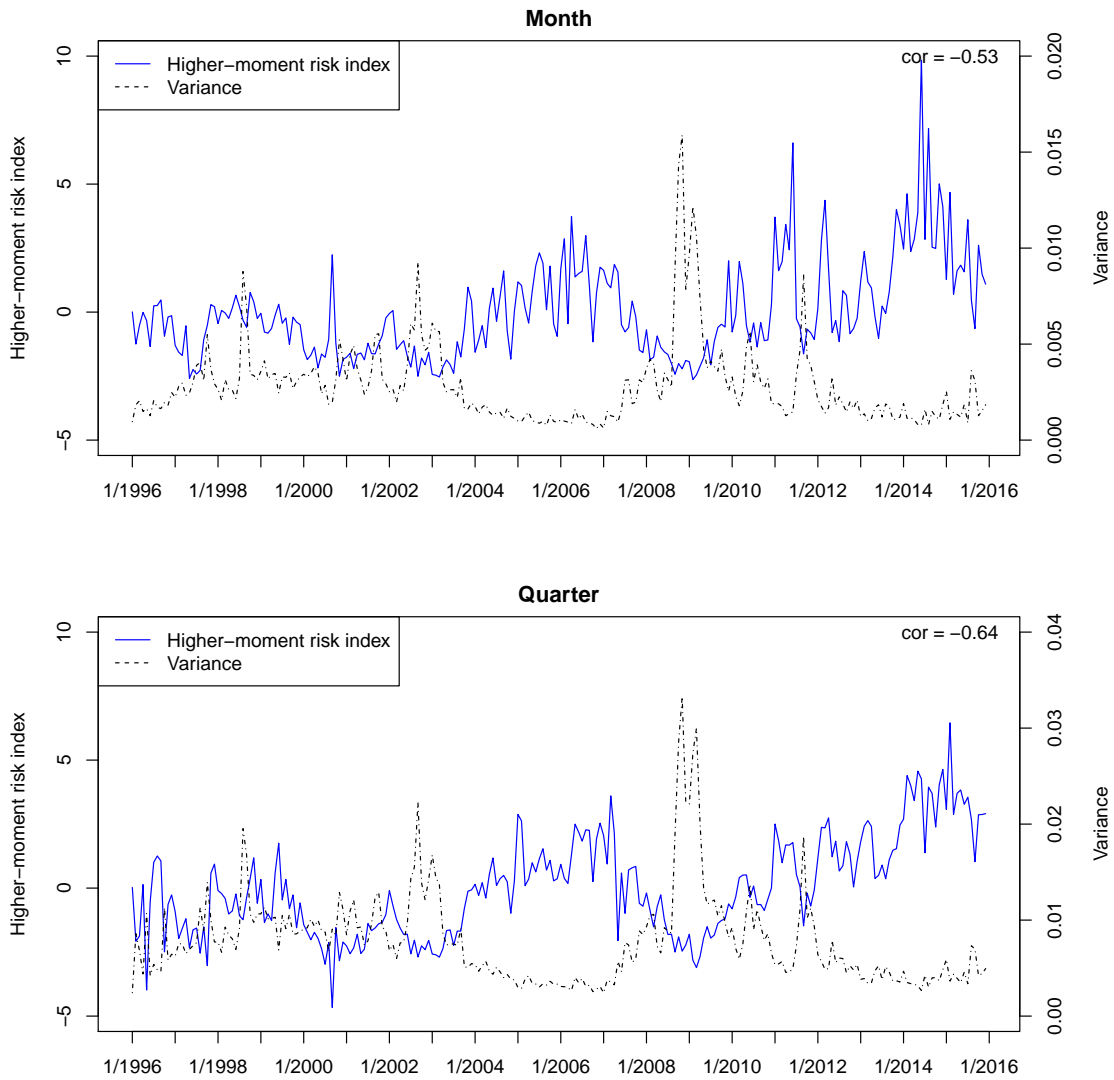 Month
Higher−moment risk index
Variance
cor = −0.53
10
5
0
−5
Higher−moment risk index
0.020
0.015
0.010
0.005
0.000
Variance
1/1996 1/1998 1/2000 1/2002 1/2004 1/2006 1/2008 1/2010 1/2012 1/2014 1/2016
Quarter
Higher−moment risk index
Variance
cor = −0.64
10
5
0
−5
Higher−moment risk index
0.04
0.03
0.02
0.01
0.00
Variance
1/1996 1/1998 1/2000 1/2002 1/2004 1/2006 1/2008 1/2010 1/2012 1/2014 1/2016